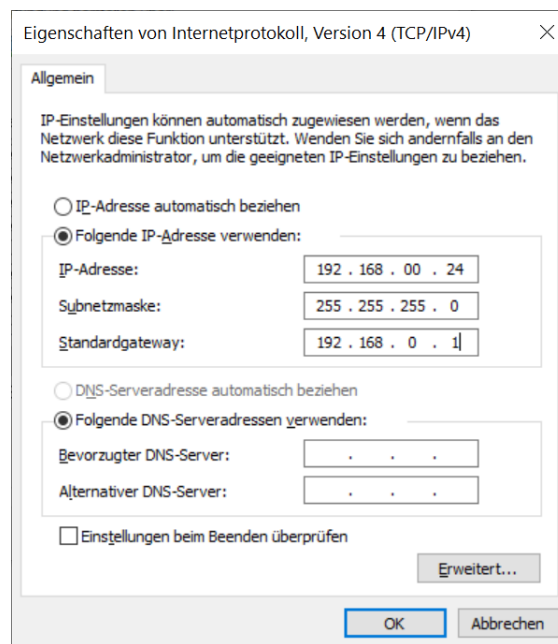 Eigenschaften von Internetprotokoll, Version 4 (TCP/IPv4)
Allgemein
IP-Einstellungen können automatisch zugewiesen werden, wenn das
Netzwerk diese Funktion unterstützt. Wenden Sie sich andernfalls an den
Netzwerkadministrator, um die geeigneten IP-Einstellungen zu beziehen.
IP-Adresse automatisch beziehen
Folgende IP-Adresse verwenden:
IP-Adresse: 192 . 168 . 00 . 24
Subnetzmaske: 255 . 255 . 255 . 0
Standardgateway: 192 . 168 . 0 . 1
DNS-Serveradresse automatisch beziehen
Folgende DNS-Serveradressen verwenden:
Bevorzugter DNS-Server: . . .
Alternativer DNS-Server: . . .
Einstellungen beim Beenden überprüfen
Erweitert...
OK Abbrechen